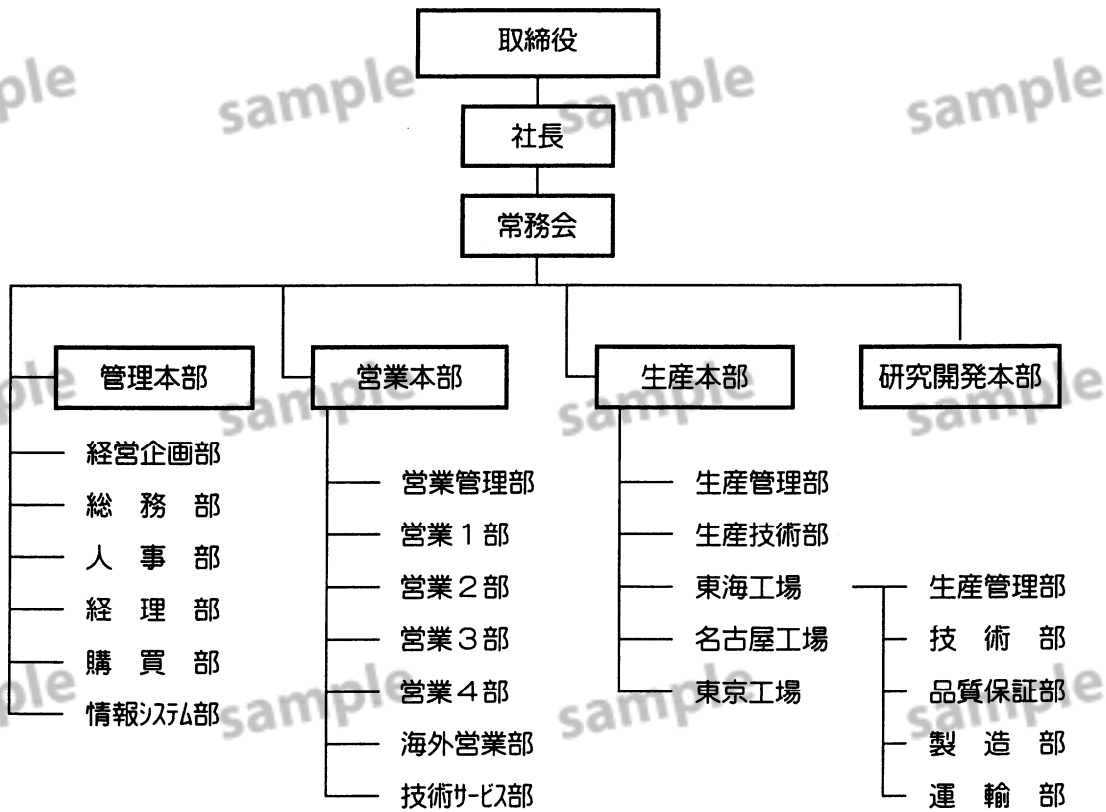 取締役
社長
常務会
管理本部
営業本部
生産本部
研究開発本部
経営企画部
総務部
人事部
経理部
購買部
情報システム部
営業管理部
営業1部
営業2部
営業3部
営業4部
海外営業部
技術サービス部
生産管理部
生産技術部
東海工場
名古屋工場
東京工場
生産管理部
技術部
品質保証部
製造部
運輸部
ple
sample
sample
sample
ple
sample
sample
sample
ple
sample
sample
sample